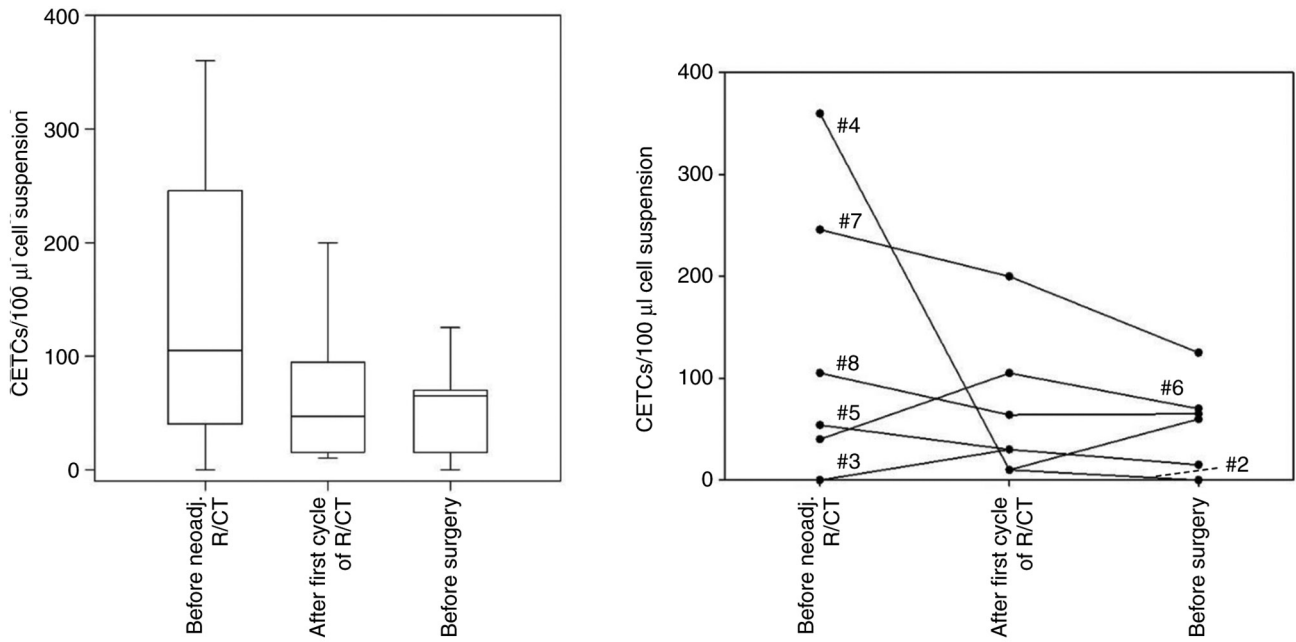 400
300
200
100
0
CETCs/100 µl cell suspension
Before neoadj.
R/CT
After first cycle
of R/CT
Before surgery
400
300
200
100
0
CETCs/100 µl cell suspension
#4
#7
#8
#6
#5
#3
#2
Before neoadj.
R/CT
After first cycle
of R/CT
Before surgery